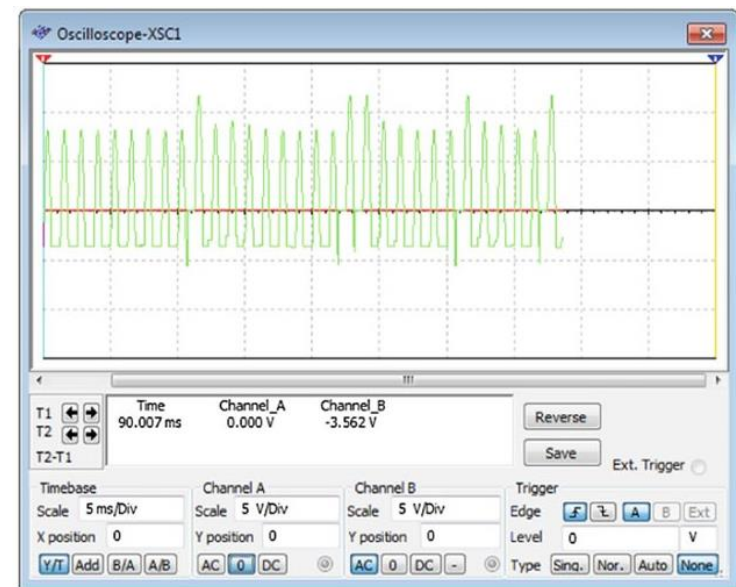 Oscilloscope-XSC1
T1
T2
T2-T1
Time Channel_A Channel_B
90.007 ms 0.000 V -3.562 V
Reverse
Save
Ext. Trigger
Timebase
Scale 5 ms/Div
X position 0
Y/T Add B/A A/B
Channel A
Scale 5 V/Div
Y position 0
AC 0 DC
Channel B
Scale 5 V/Div
Y position 0
AC 0 DC -
Trigger
Edge A B Ext
Level 0 V
Type Sing. Nor. Auto None